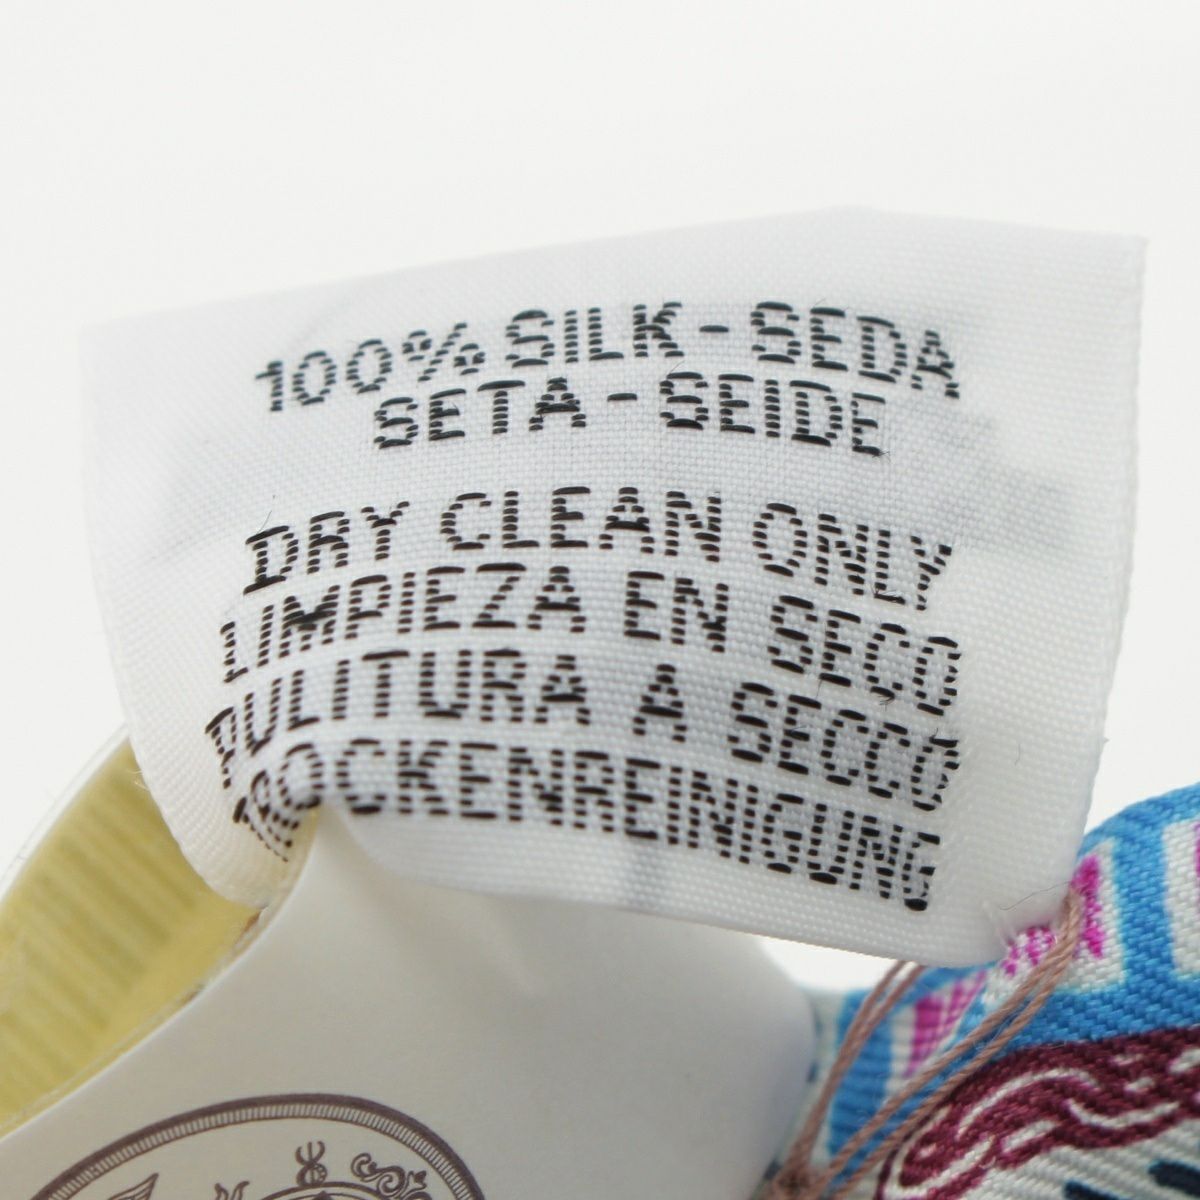 100% SILK - SEDA
SETA - SEIDE
DRY CLEAN ONLY
LIMPIEZA EN SECO
PULITURA A SECCO
TROCKENREINIGUNG